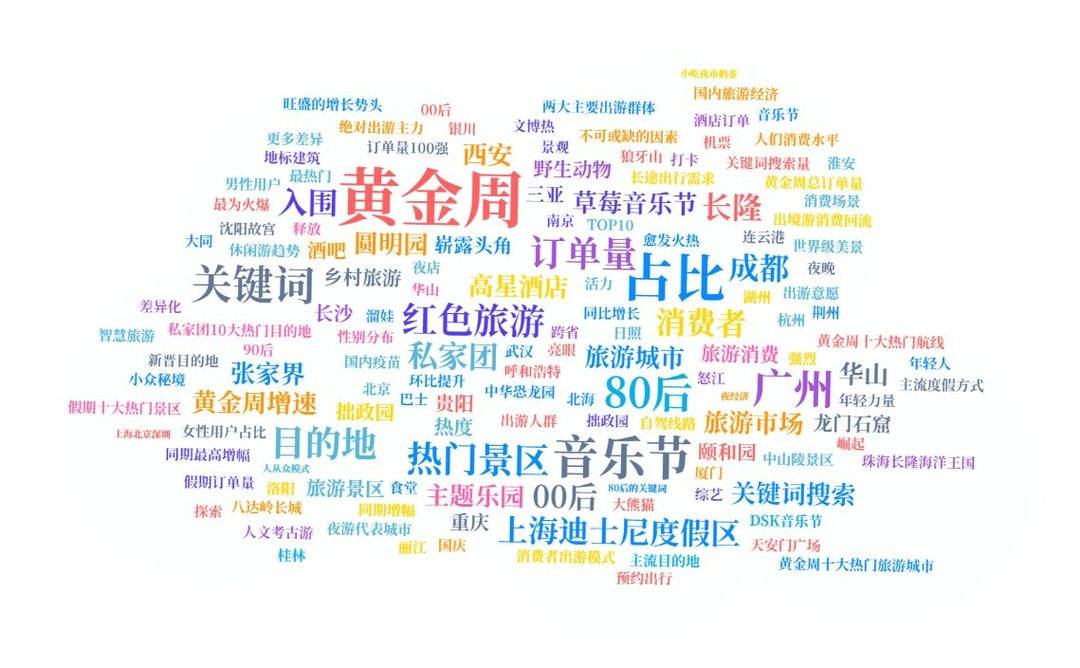 小吃夜市奶茶
国内旅游经济
旺盛的增长势头
00后
两大主要出游群体
酒店订单
音乐节
绝对出游主力
银川
文博热
不可或缺的因素
机票
人们消费水平
更多差异
订单量100强
西安
景观
狼牙山
打卡
关键词搜索量
淮安
地标建筑
野生动物
男性用户
最热门
黄金周
三亚
长途出行需求
黄金周总订单量
最为火爆
入围
草莓音乐节
长隆
消费场景
沈阳故宫
释放
南京
TOP10
出境游消费回流
大同
休闲游趋势
酒吧
圆明园
崭露头角
订单量
愈发火热
连云港
世界级美景
关键词
乡村旅游
夜店
华山
高星酒店
活力
占比
成都
夜晚
湖州
出游意愿
差异化
长沙
溜娃
红色旅游
同比增长
消费者
杭州
荆州
智慧旅游
私家团10大热门目的地
性别分布
跨省
日照
黄金周十大热门航线
90后
新晋目的地
国内疫苗
私家团
武汉
亮眼
旅游城市
旅游消费
强烈
年轻人
小众秘境
张家界
北京
环比提升
呼和浩特
中华恐龙园
北海
80后
怒江
夜经济
广州
华山
主流度假方式
年轻力量
假期十大热门景区
黄金周增速
拙政园
巴士
贵阳
热度
出游人群
拙政园
自驾线路
旅游市场
龙门石窟
上海北京深圳
女性用户占比
目的地
崛起
同期最高增幅
人从众模式
热门景区
音乐节
颐和园
中山陵景区
珠海长隆海洋王国
厦门
假期订单量
洛阳
旅游景区
食堂
主题乐园
00后
80后的关键词
综艺
关键词搜索
探索
八达岭长城
同期增幅
大熊猫
人文考古游
夜游代表城市
重庆
上海迪士尼度假区
DSK音乐节
丽江
国庆
天安门广场
桂林
消费者出游模式
主流目的地
黄金周十大热门旅游城市
预约出行